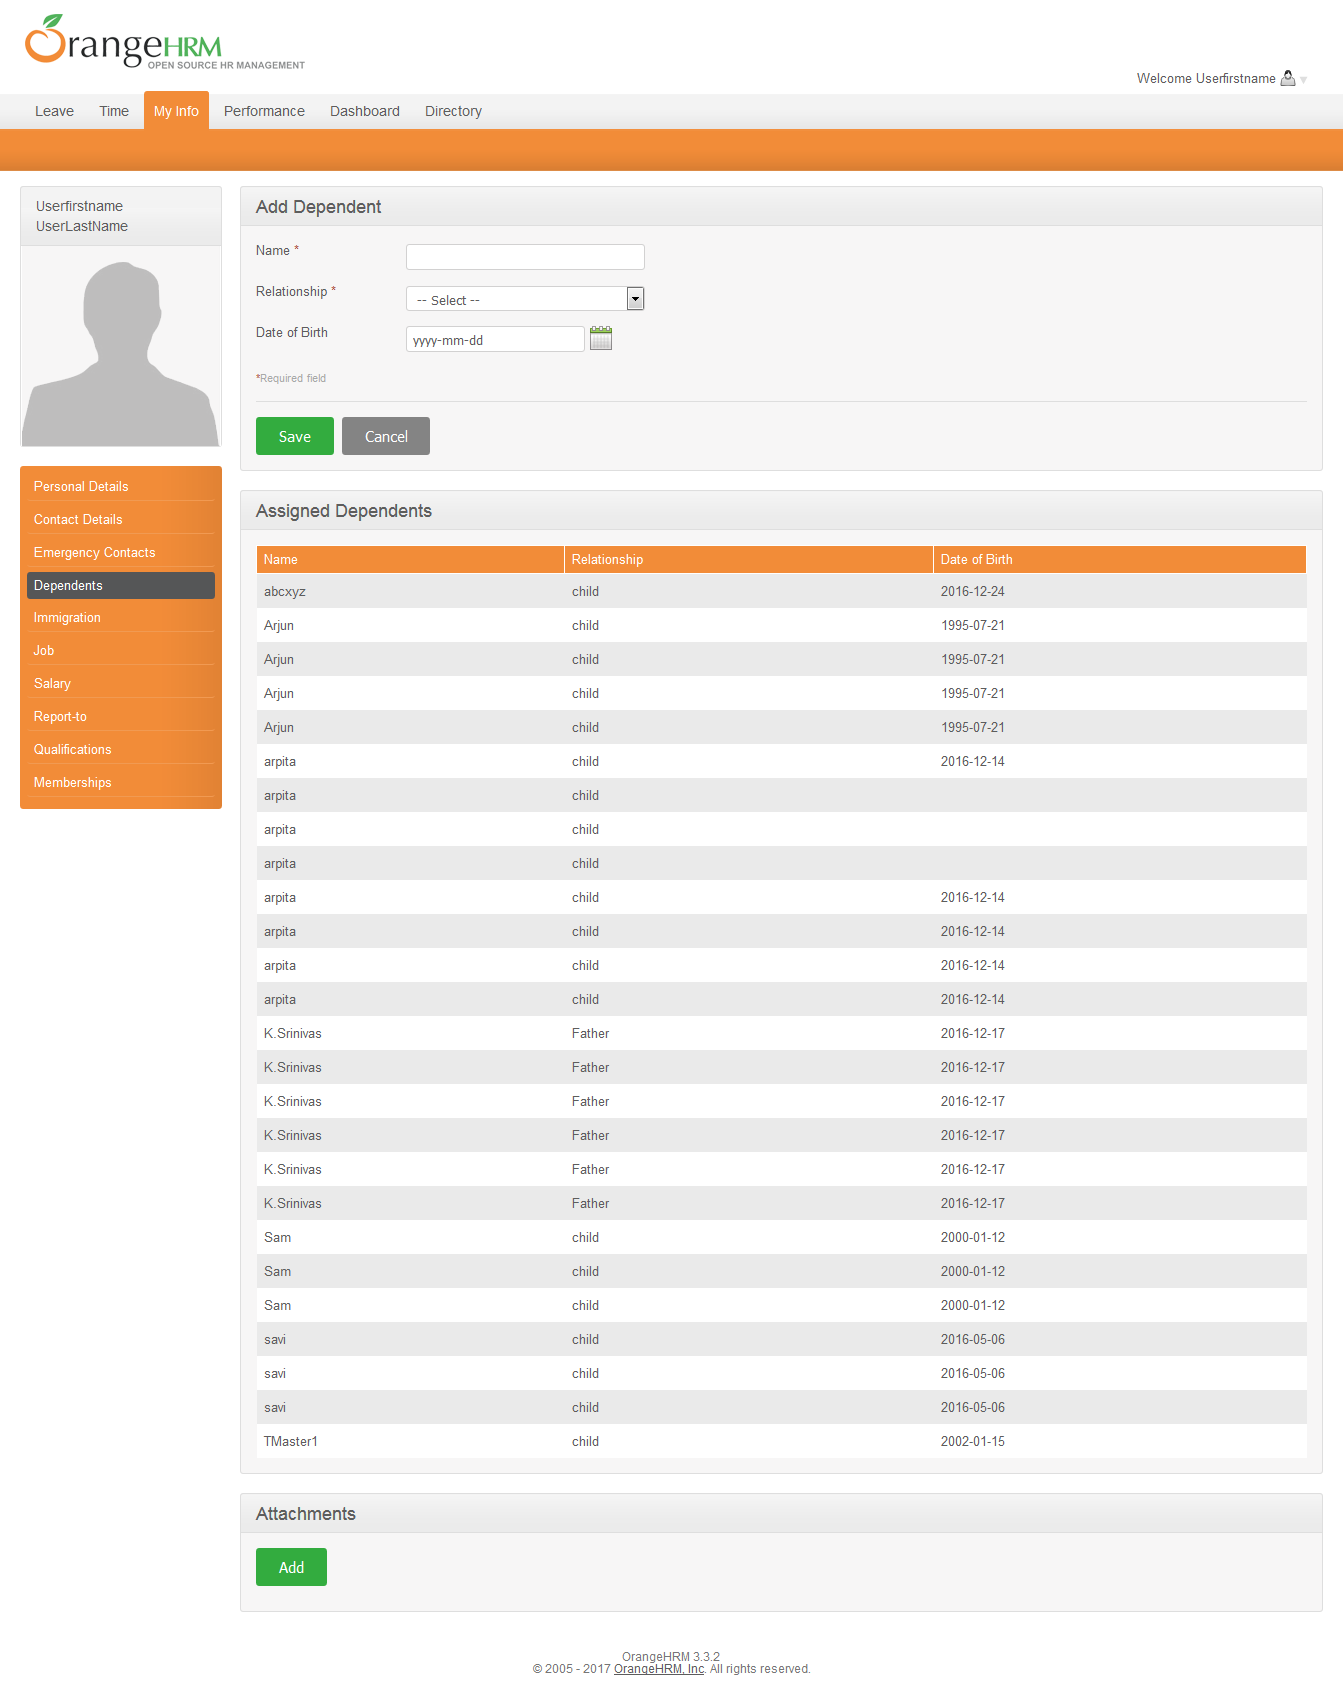 OrangeHRM
OPEN SOURCE HR MANAGEMENT
Welcome Userfirstname
Leave Time My Info Performance Dashboard Directory
Userfirstname
UserLastName
Personal Details
Contact Details
Emergency Contacts
Dependents
Immigration
Job
Salary
Report-to
Qualifications
Memberships
Add Dependent
Name *
Relationship * -- Select --
Date of Birth yyyy-mm-dd
*Required field
Save Cancel
Assigned Dependents
Name Relationship Date of Birth
abcxyz child 2016-12-24
Arjun child 1995-07-21
Arjun child 1995-07-21
Arjun child 1995-07-21
Arjun child 1995-07-21
arpita child 2016-12-14
arpita child
arpita child
arpita child
arpita child 2016-12-14
arpita child 2016-12-14
arpita child 2016-12-14
arpita child 2016-12-14
K.Srinivas Father 2016-12-17
K.Srinivas Father 2016-12-17
K.Srinivas Father 2016-12-17
K.Srinivas Father 2016-12-17
K.Srinivas Father 2016-12-17
K.Srinivas Father 2016-12-17
Sam child 2000-01-12
Sam child 2000-01-12
Sam child 2000-01-12
savi child 2016-05-06
savi child 2016-05-06
savi child 2016-05-06
TMaster1 child 2002-01-15
Attachments
Add
OrangeHRM 3.3.2
© 2005 - 2017 OrangeHRM, Inc. All rights reserved.